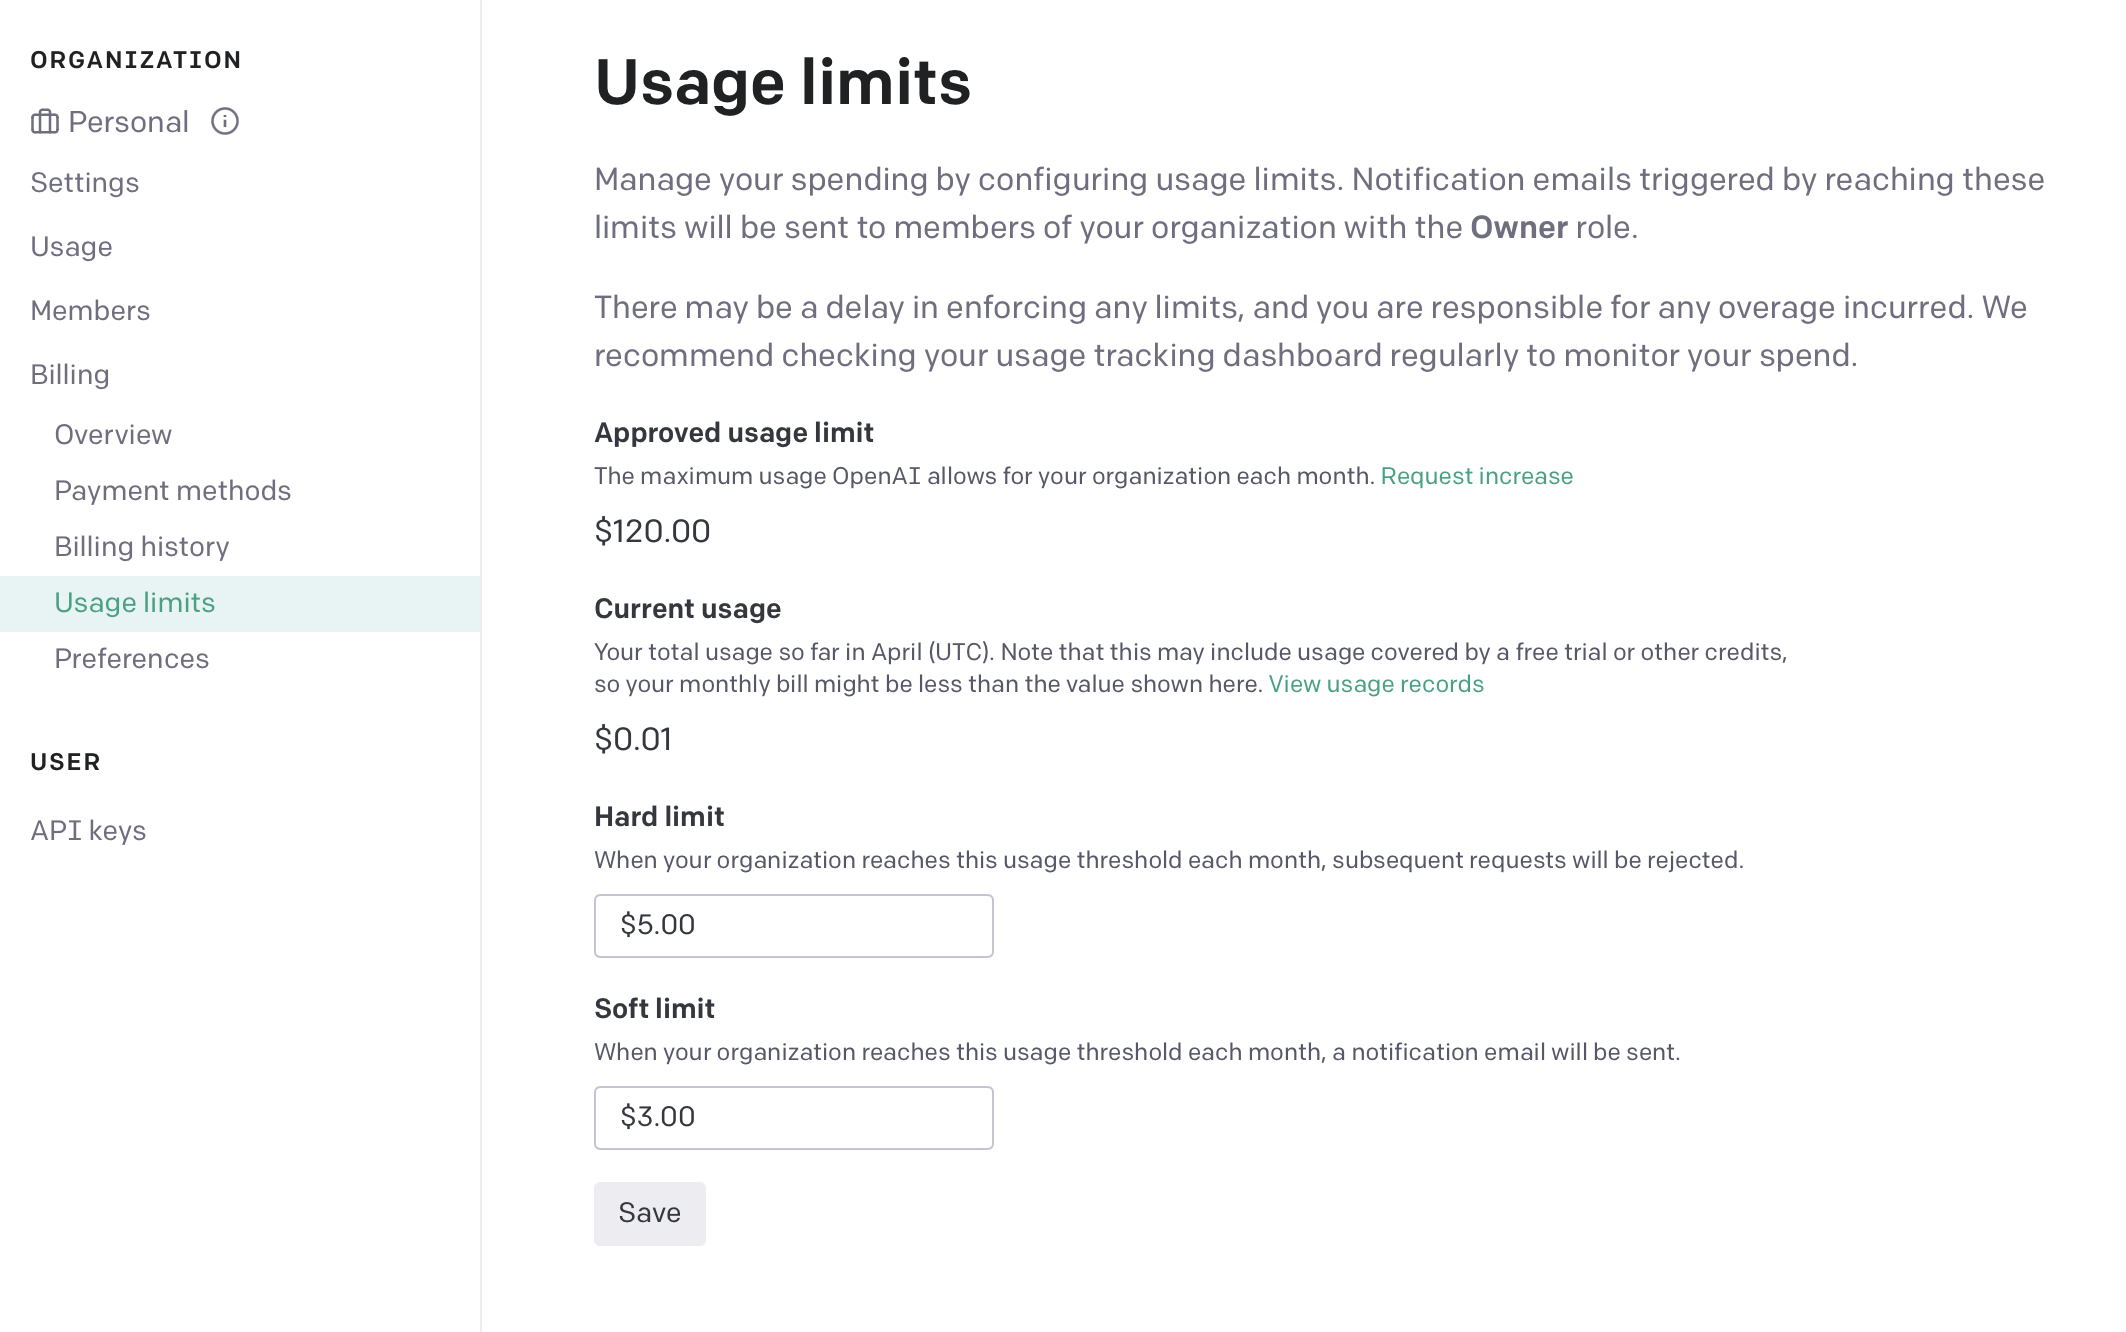 ORGANIZATION
Personal
Settings
Usage
Members
Billing
Overview
Payment methods
Billing history
Usage limits
Preferences
USER
API keys
Usage limits
Manage your spending by configuring usage limits. Notification emails triggered by reaching these
limits will be sent to members of your organization with the Owner role.
There may be a delay in enforcing any limits, and you are responsible for any overage incurred. We
recommend checking your usage tracking dashboard regularly to monitor your spend.
Approved usage limit
The maximum usage OpenAI allows for your organization each month. Request increase
$120.00
Current usage
Your total usage so far in April (UTC). Note that this may include usage covered by a free trial or other credits,
so your monthly bill might be less than the value shown here. View usage records
$0.01
Hard limit
When your organization reaches this usage threshold each month, subsequent requests will be rejected.
$5.00
Soft limit
When your organization reaches this usage threshold each month, a notification email will be sent.
$3.00
Save